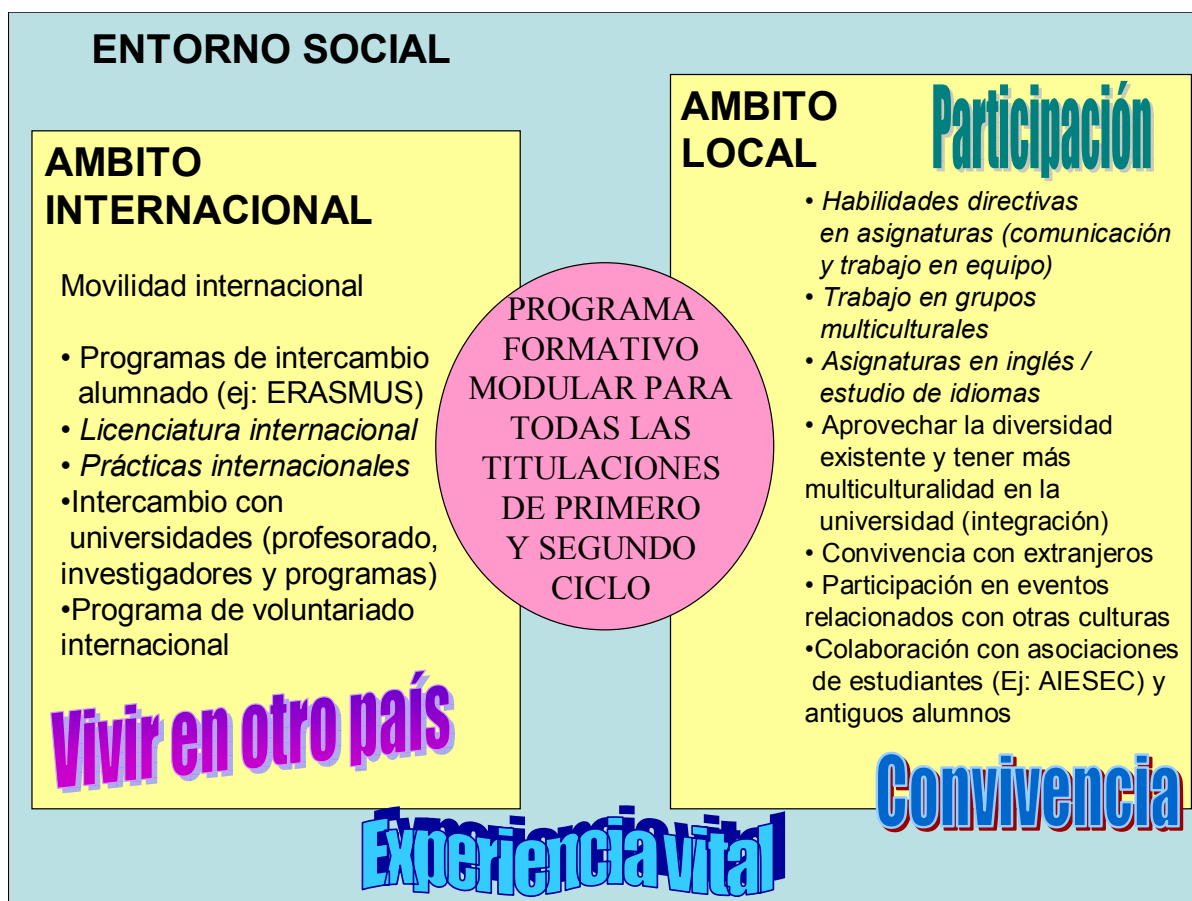 ENTORNO SOCIAL
AMBITO
INTERNACIONAL
Movilidad internacional
• Programas de intercambio
alumnado (ej: ERASMUS)
• Licenciatura internacional
• Prácticas internacionales
•Intercambio con
universidades (profesorado,
investigadores y programas)
•Programa de voluntariado
internacional
Vivir en otro país
PROGRAMA
FORMATIVO
MODULAR PARA
TODAS LAS
TITULACIONES
DE PRIMERO
Y SEGUNDO
CICLO
AMBITO
LOCAL
Participación
• Habilidades directivas
en asignaturas (comunicación
y trabajo en equipo)
• Trabajo en grupos
multiculturales
• Asignaturas en inglés /
estudio de idiomas
• Aprovechar la diversidad
existente y tener más
multiculturalidad en la
universidad (integración)
• Convivencia con extranjeros
• Participación en eventos
relacionados con otras culturas
•Colaboración con asociaciones
de estudiantes (Ej: AIESEC) y
antiguos alumnos
Convivencia
Experiencia vital